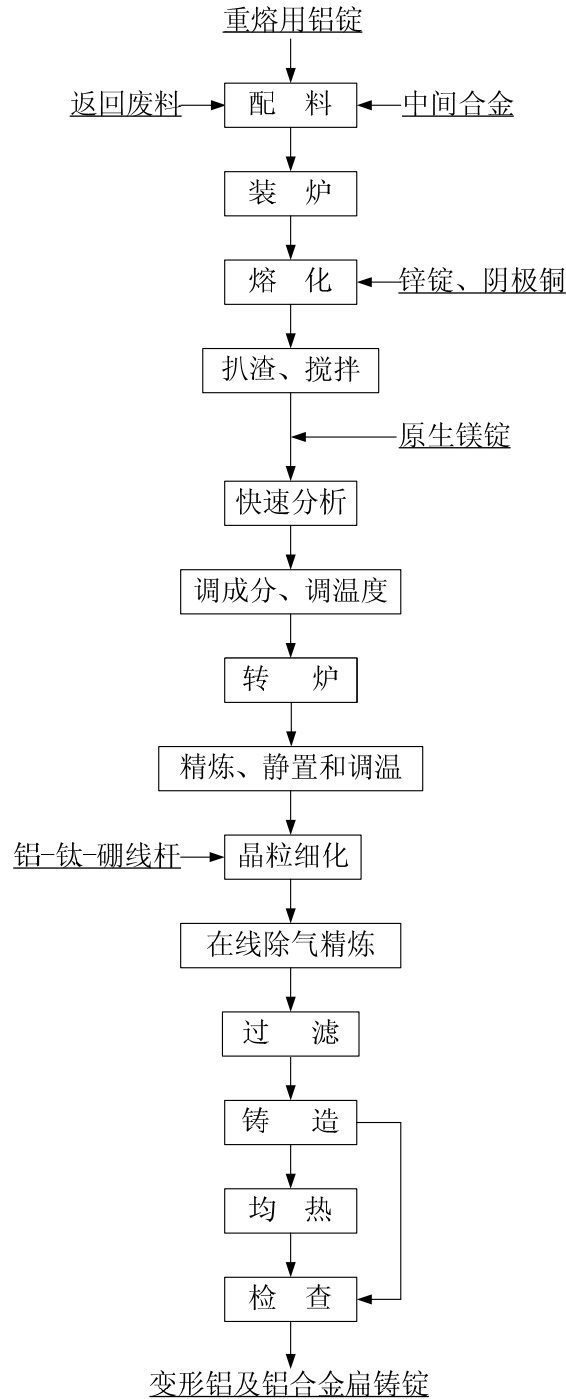 重熔用铝锭
返回废料
配 料
中间合金
装 炉
熔 化
锌锭、阴极铜
扒渣、搅拌
原生镁锭
快速分析
调成分、调温度
转 炉
精炼、静置和调温
铝-钛-硼线杆
晶粒细化
在线除气精炼
过 滤
铸 造
均 热
检 查
变形铝及铝合金扁铸锭